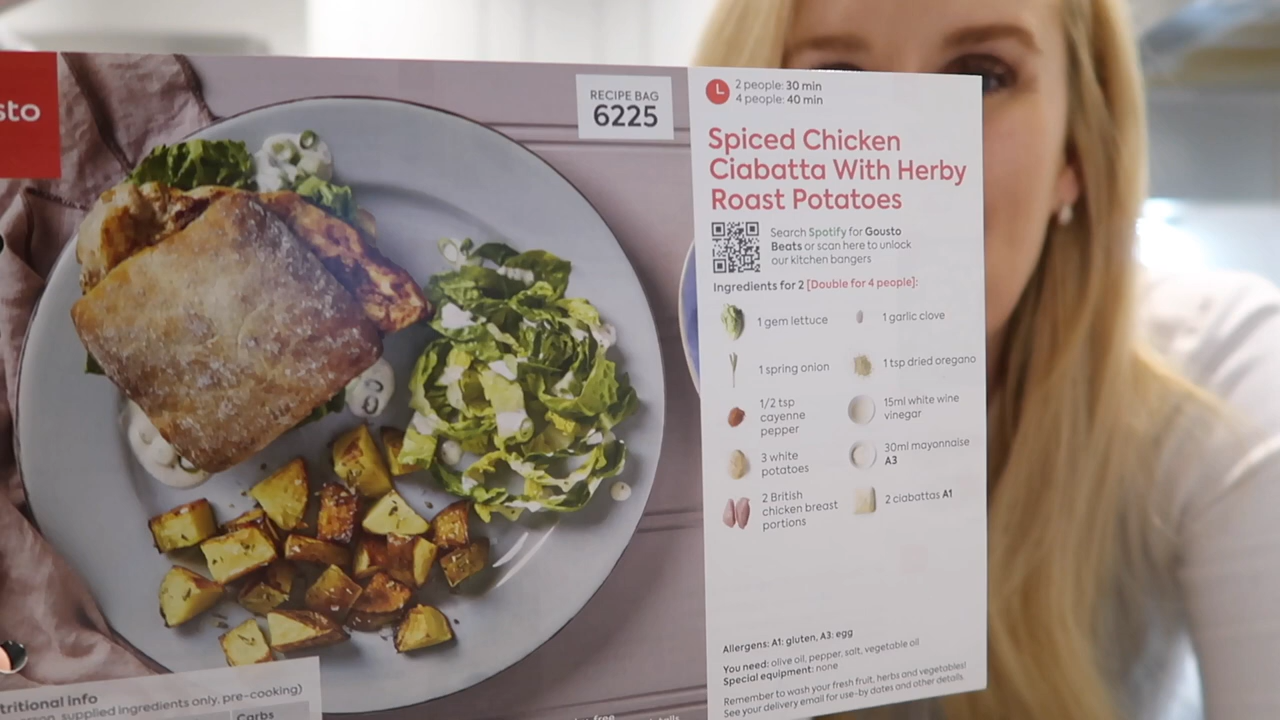 sto
RECIPE BAG
6225
2 people: 30 min
4 people: 40 min
Spiced Chicken
Ciabatta With Herby
Roast Potatoes
Search Spotify for Gousto
Beats or scan here to unlock
our kitchen bangers
Ingredients for 2 [Double for 4 people]:
1 gem lettuce
1 garlic clove
1 spring onion
1 tsp dried oregano
1/2 tsp
cayenne
pepper
15ml white wine
vinegar
3 white
potatoes
30ml mayonnaise
A3
2 British
chicken breast
portions
2 ciabattas A1
Allergens: A1: gluten, A3: egg
You need: olive oil, pepper, salt, vegetable oil
Special equipment: none
Remember to wash your fresh fruit, herbs and vegetables!
See your delivery email for use-by dates and other details.
tritional Info
supplied ingredients only, pre-cooking)
Carbs
free